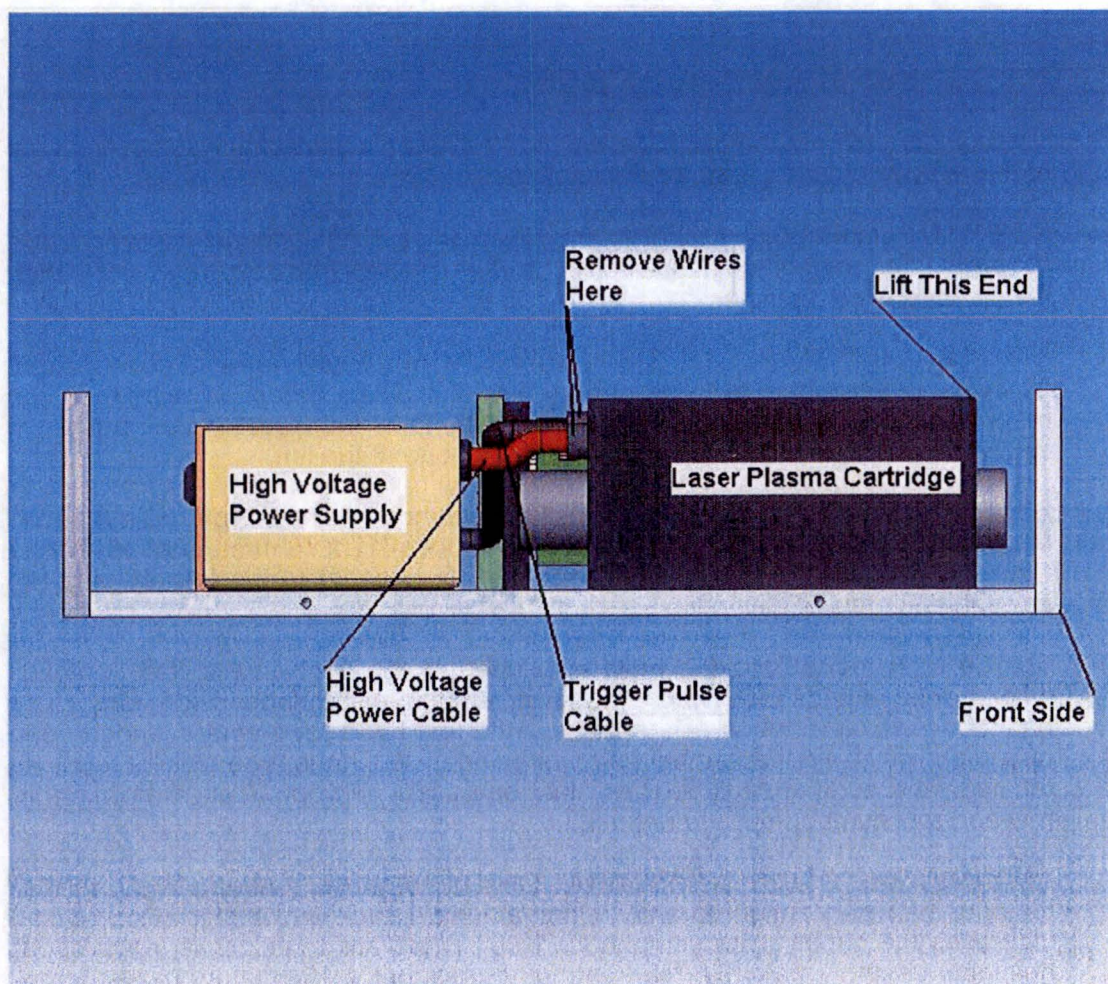 Remove Wires
Here
Lift This End
High Voltage
Power Supply
Laser Plasma Cartridge
High Voltage
Power Cable
Trigger Pulse
Cable
Front Side